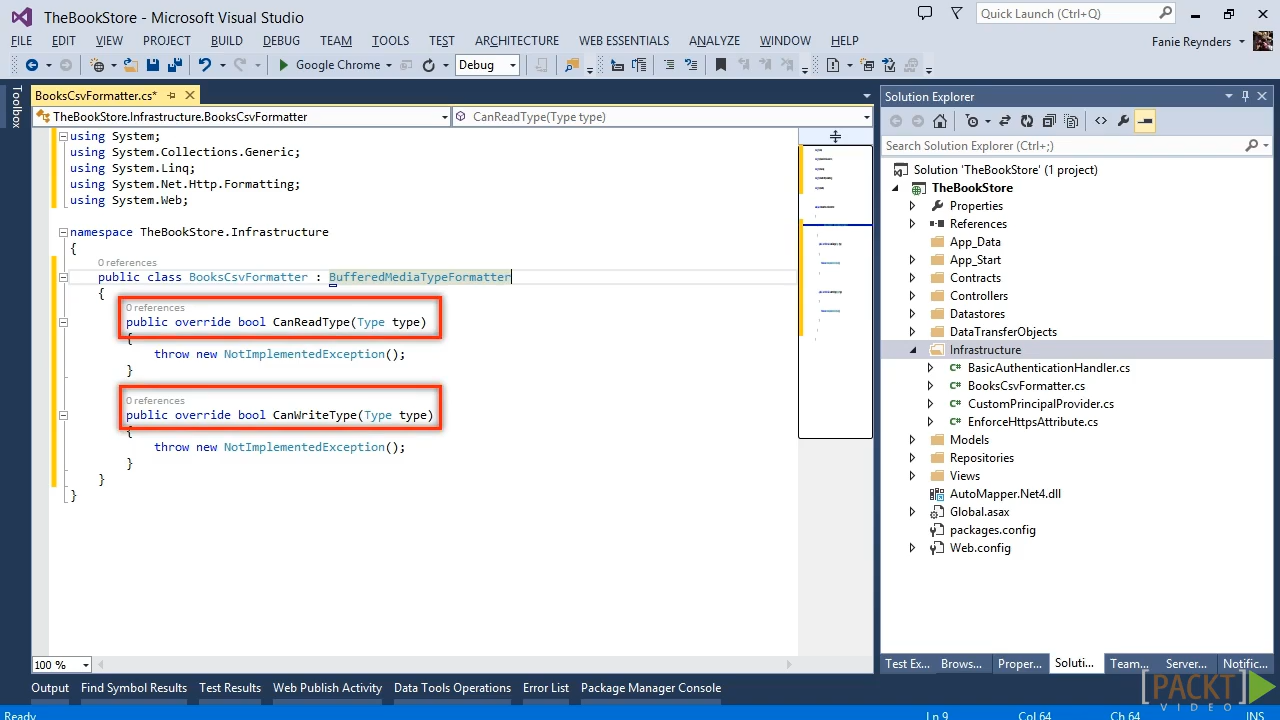 TheBookStore - Microsoft Visual Studio
Quick Launch (Ctrl+Q)
FILE EDIT VIEW PROJECT BUILD DEBUG TEAM TOOLS TEST ARCHITECTURE WEB ESSENTIALS ANALYZE WINDOW HELP
Fanie Reynders
Google Chrome
Debug
Toolbox
BooksCsvFormatter.cs*
TheBookStore.Infrastructure.BooksCsvFormatter
CanReadType(Type type)
using System;
using System.Collections.Generic;
using System.Linq;
using System.Net.Http.Formatting;
using System.Web;
TheBookStore.Infrastructure
{
0 references
public class BooksCsvFormatter : BufferedMediaTypeFormatter
{
0 references
public override bool CanReadType(Type type)
{
throw new NotImplementedException();
}
0 references
public override bool CanWriteType(Type type)
{
throw new NotImplementedException();
}
}
}
100 %
Solution Explorer
Search Solution Explorer (Ctrl+;)
Solution 'TheBookStore' (1 project)
TheBookStore
Properties
References
App_Data
App_Start
Contracts
Controllers
Datastores
DataTransferObjects
Infrastructure
BasicAuthenticationHandler.cs
BooksCsvFormatter.cs
CustomPrincipalProvider.cs
EnforceHttpsAttribute.cs
Models
Repositories
Views
AutoMapper.Net4.dll
Global.asax
packages.config
Web.config
Test Ex... Brows... Proper... Soluti... Team... Server... Notific...
Output Find Symbol Results Test Results Web Publish Activity Data Tools Operations Error List Package Manager Console
Ready
Ln 9 Col 64 Ch 64 INS
[PACKT]
VIDEO